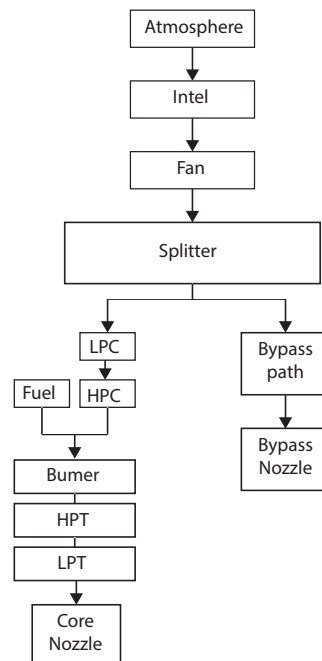 Atmosphere
Intel
Fan
Splitter
LPC
Bypass
path
Fuel
HPC
Bypass
Nozzle
Bumer
HPT
LPT
Core
Nozzle